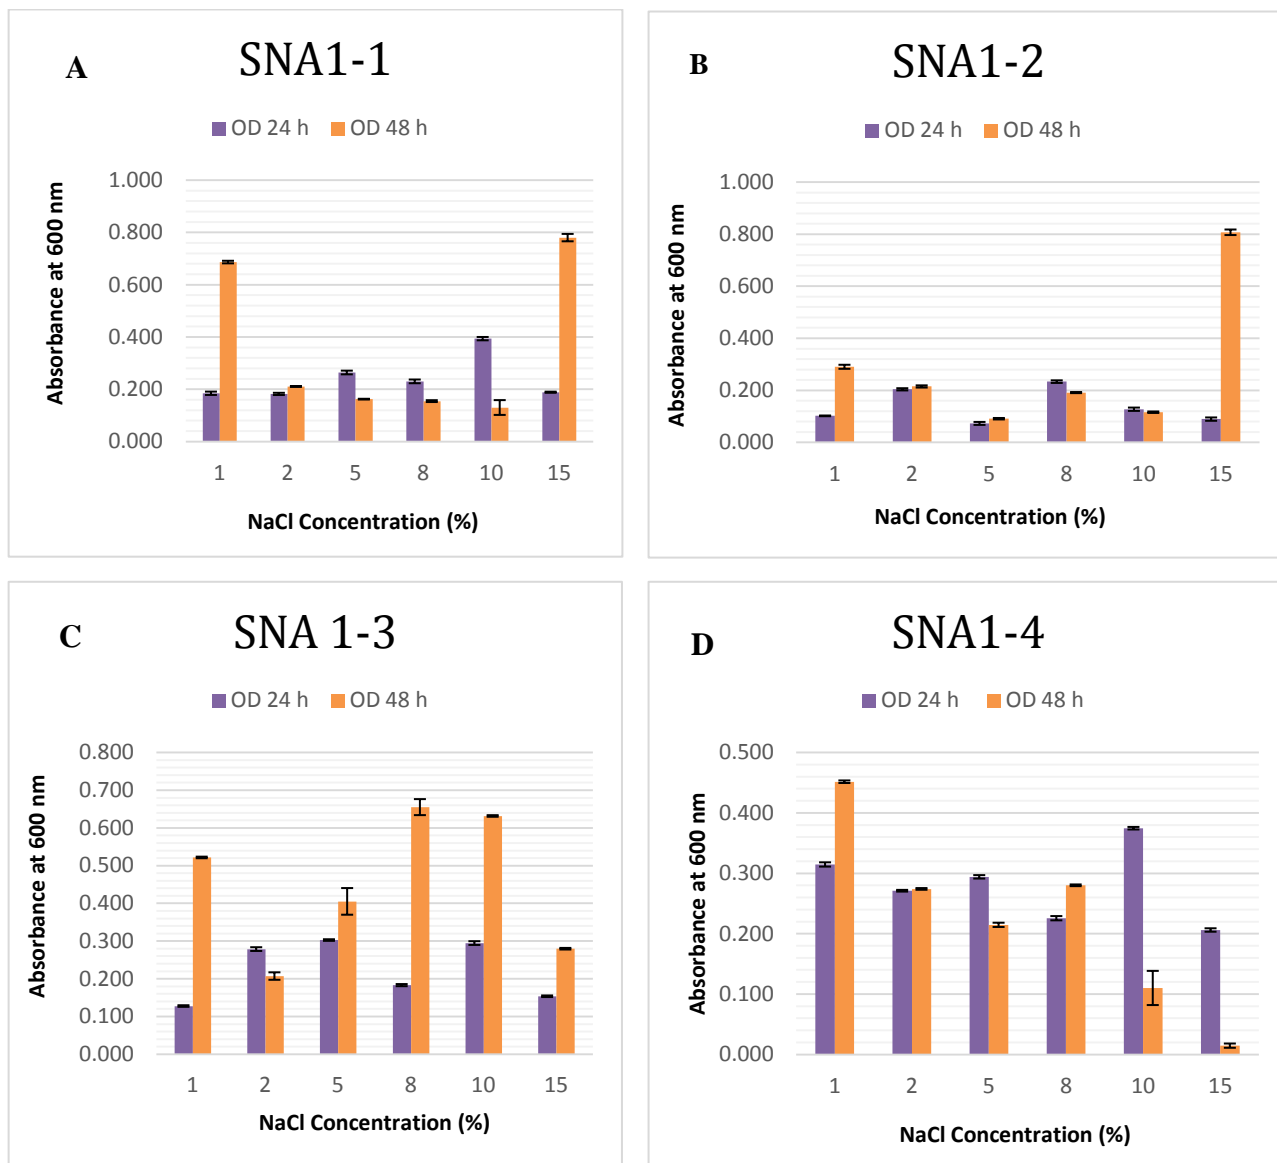 A
SNA1-1
OD 24 h OD 48 h
Absorbance at 600 nm
1.000
0.800
0.600
0.400
0.200
0.000
1 2 5 8 10 15
NaCl Concentration (%)
B
SNA1-2
OD 24 h OD 48 h
Absorbance at 600 nm
1.000
0.800
0.600
0.400
0.200
0.000
1 2 5 8 10 15
NaCl Concentration (%)
C
SNA 1-3
OD 24 h OD 48 h
Absorbance at 600 nm
0.800
0.700
0.600
0.500
0.400
0.300
0.200
0.100
0.000
1 2 5 8 10 15
NaCl Concentration (%)
D
SNA1-4
OD 24 h OD 48 h
Absorbance at 600 nm
0.500
0.400
0.300
0.200
0.100
0.000
1 2 5 8 10 15
NaCl Concentration (%)